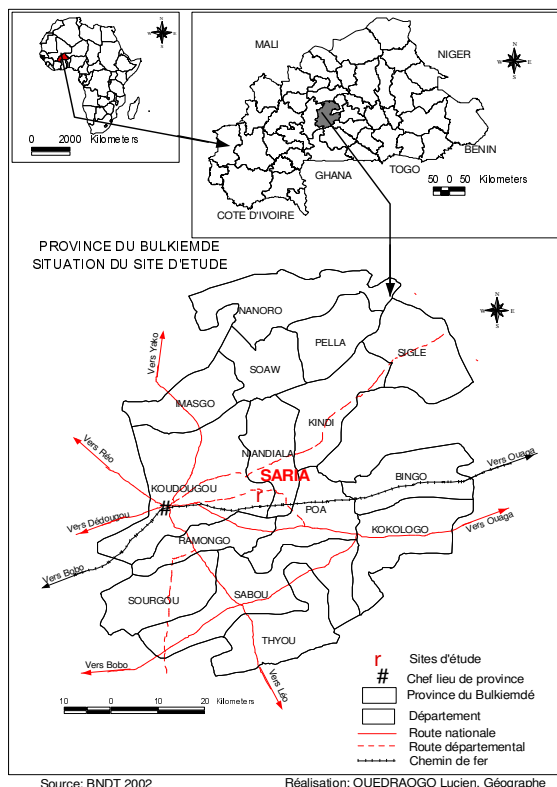 N
W E
S
0 2000 Kilometers
MALI
NIGER
N
W E
S
BENIN
TOGO
GHANA
50 0 50 Kilometers
COTE D'IVOIRE
PROVINCE DU BULKIEMDE
SITUATION DU SITE D'ETUDE
N
W E
S
NANORO
PELLA
SIGLE
SOAW
Vers Yako
IMASGO
KINDI
NIANDIALA
Vers Réo
SARIA
BINGO
Vers Ouaga
KOUDOUGOU
r
#
POA
Vers Dédougou
KOKOLOGO
Vers Ouaga
RAMONGO
Vers Bobo
SOURGOU
SABOU
THYOU
Vers Bobo
Vers Léo
r Sites d'étude
# Chef lieu de province
Province du Bulkiemdé
Département
Route nationale
Route départemental
Chemin de fer
10 0 10 20
Kilometers
Source: BNDT 2002
Réalisation: OUEDRAOGO Lucien, Géographe